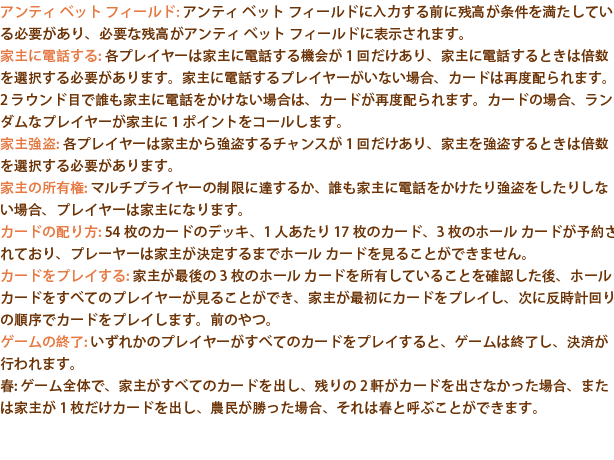 アンティ ベット フィールド: アンティ ベット フィールドに入力する前に残高が条件を満たしてい
る必要があり、必要な残高がアンティ ベット フィールドに表示されます。
家主に電話する: 各プレイヤーは家主に電話する機会が 1 回だけあり、家主に電話するときは倍数
を選択する必要があります。家主に電話するプレイヤーがいない場合、カードは再度配られます。
2 ラウンド目で誰も家主に電話をかけない場合は、カードが再度配られます。カードの場合、ラン
ダムなプレイヤーが家主に 1 ポイントをコールします。
家主強盗: 各プレイヤーは家主から強盗するチャンスが 1 回だけあり、家主を強盗するときは倍数
を選択する必要があります。
家主の所有権: マルチプライヤーの制限に達するか、誰も家主に電話をかけたり強盗をしたりしな
い場合、プレイヤーは家主になります。
カードの配り方: 54 枚のカードのデッキ、1 人あたり 17 枚のカード、3 枚のホール カードが予約さ
れており、プレーヤーは家主が決定するまでホール カードを見ることができません。
カードをプレイする: 家主が最後の 3 枚のホール カードを所有していることを確認した後、ホール
カードをすべてのプレイヤーが見ることができ、家主が最初にカードをプレイし、次に反時計回り
の順序でカードをプレイします。前のやつ。
ゲームの終了: いずれかのプレイヤーがすべてのカードをプレイすると、ゲームは終了し、決済が
行われます。
春: ゲーム全体で、家主がすべてのカードを出し、残りの 2 軒がカードを出さなかった場合、また
は家主が 1 枚だけカードを出し、農民が勝った場合、それは春と呼ぶことができます。